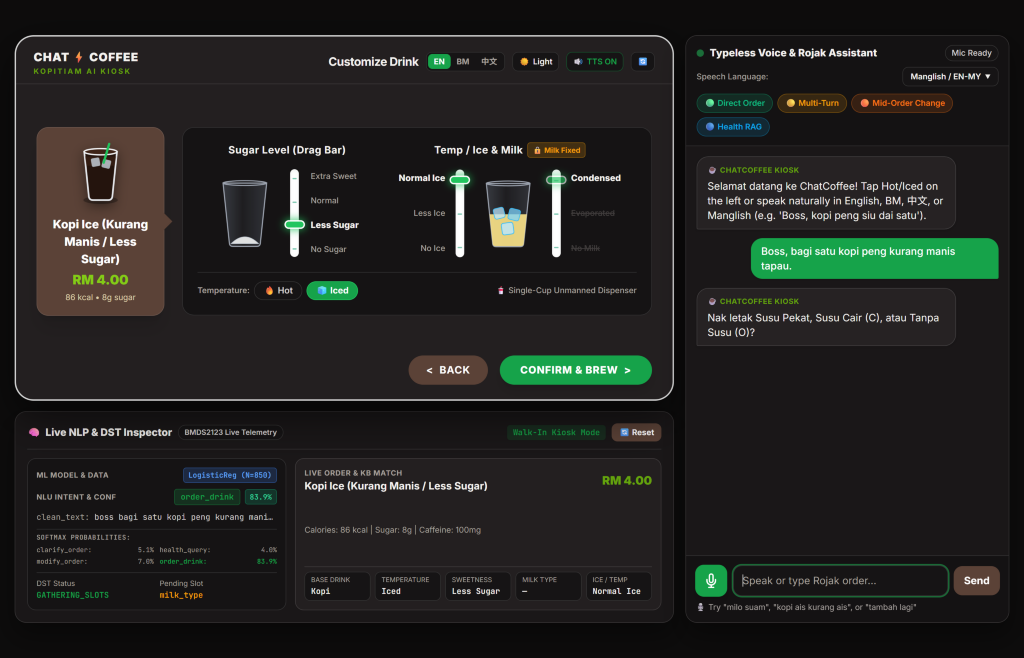 CHAT ⚡ COFFEE
KOPITIAM AI KIOSK
Customize Drink
EN BM 中文
Light
TTS ON
Kopi Ice (Kurang
Manis / Less
Sugar)
RM 4.00
86 kcal • 8g sugar
Sugar Level (Drag Bar)
Extra Sweet
Normal
Less Sugar
No Sugar
Temp / Ice & Milk
Milk Fixed
Normal Ice
Less Ice
No Ice
Condensed
Evaporated
No Milk
Temperature:
Hot
Iced
Single-Cup Unmanned Dispenser
< BACK
CONFIRM & BREW >
Live NLP & DST Inspector
BMDS2123 Live Telemetry
Walk-In Kiosk Mode
Reset
ML MODEL & DATA
LogisticReg (N=850)
NLU INTENT & CONF
order_drink 83.9%
clean_text: boss bagi satu kopi peng kurang mani…
SOFTMAX PROBABILITIES:
clarify_order: 5.1% health_query: 4.0%
modify_order: 7.0% order_drink: 83.9%
DST Status
GATHERING_SLOTS
Pending Slot
milk_type
LIVE ORDER & KB MATCH
Kopi Ice (Kurang Manis / Less Sugar)
RM 4.00
Calories: 86 kcal | Sugar: 8g | Caffeine: 100mg
BASE DRINK
Kopi
TEMPERATURE
Iced
SWEETNESS
Less Sugar
MILK TYPE
—
ICE / TEMP
Normal Ice
Typeless Voice & Rojak Assistant
Mic Ready
Speech Language:
Manglish / EN-MY ▼
Direct Order
Multi-Turn
Mid-Order Change
Health RAG
CHATCOFFEE KIOSK
Selamat datang ke ChatCoffee! Tap Hot/Iced on
the left or speak naturally in English, BM, 中文, or
Manglish (e.g. 'Boss, kopi peng siu dai satu').
Boss, bagi satu kopi peng kurang manis
tapau.
CHATCOFFEE KIOSK
Nak letak Susu Pekat, Susu Cair (C), atau Tanpa
Susu (O)?
Speak or type Rojak order...
Send
Try "milo suam", "kopi ais kurang ais", or "tambah lagi"